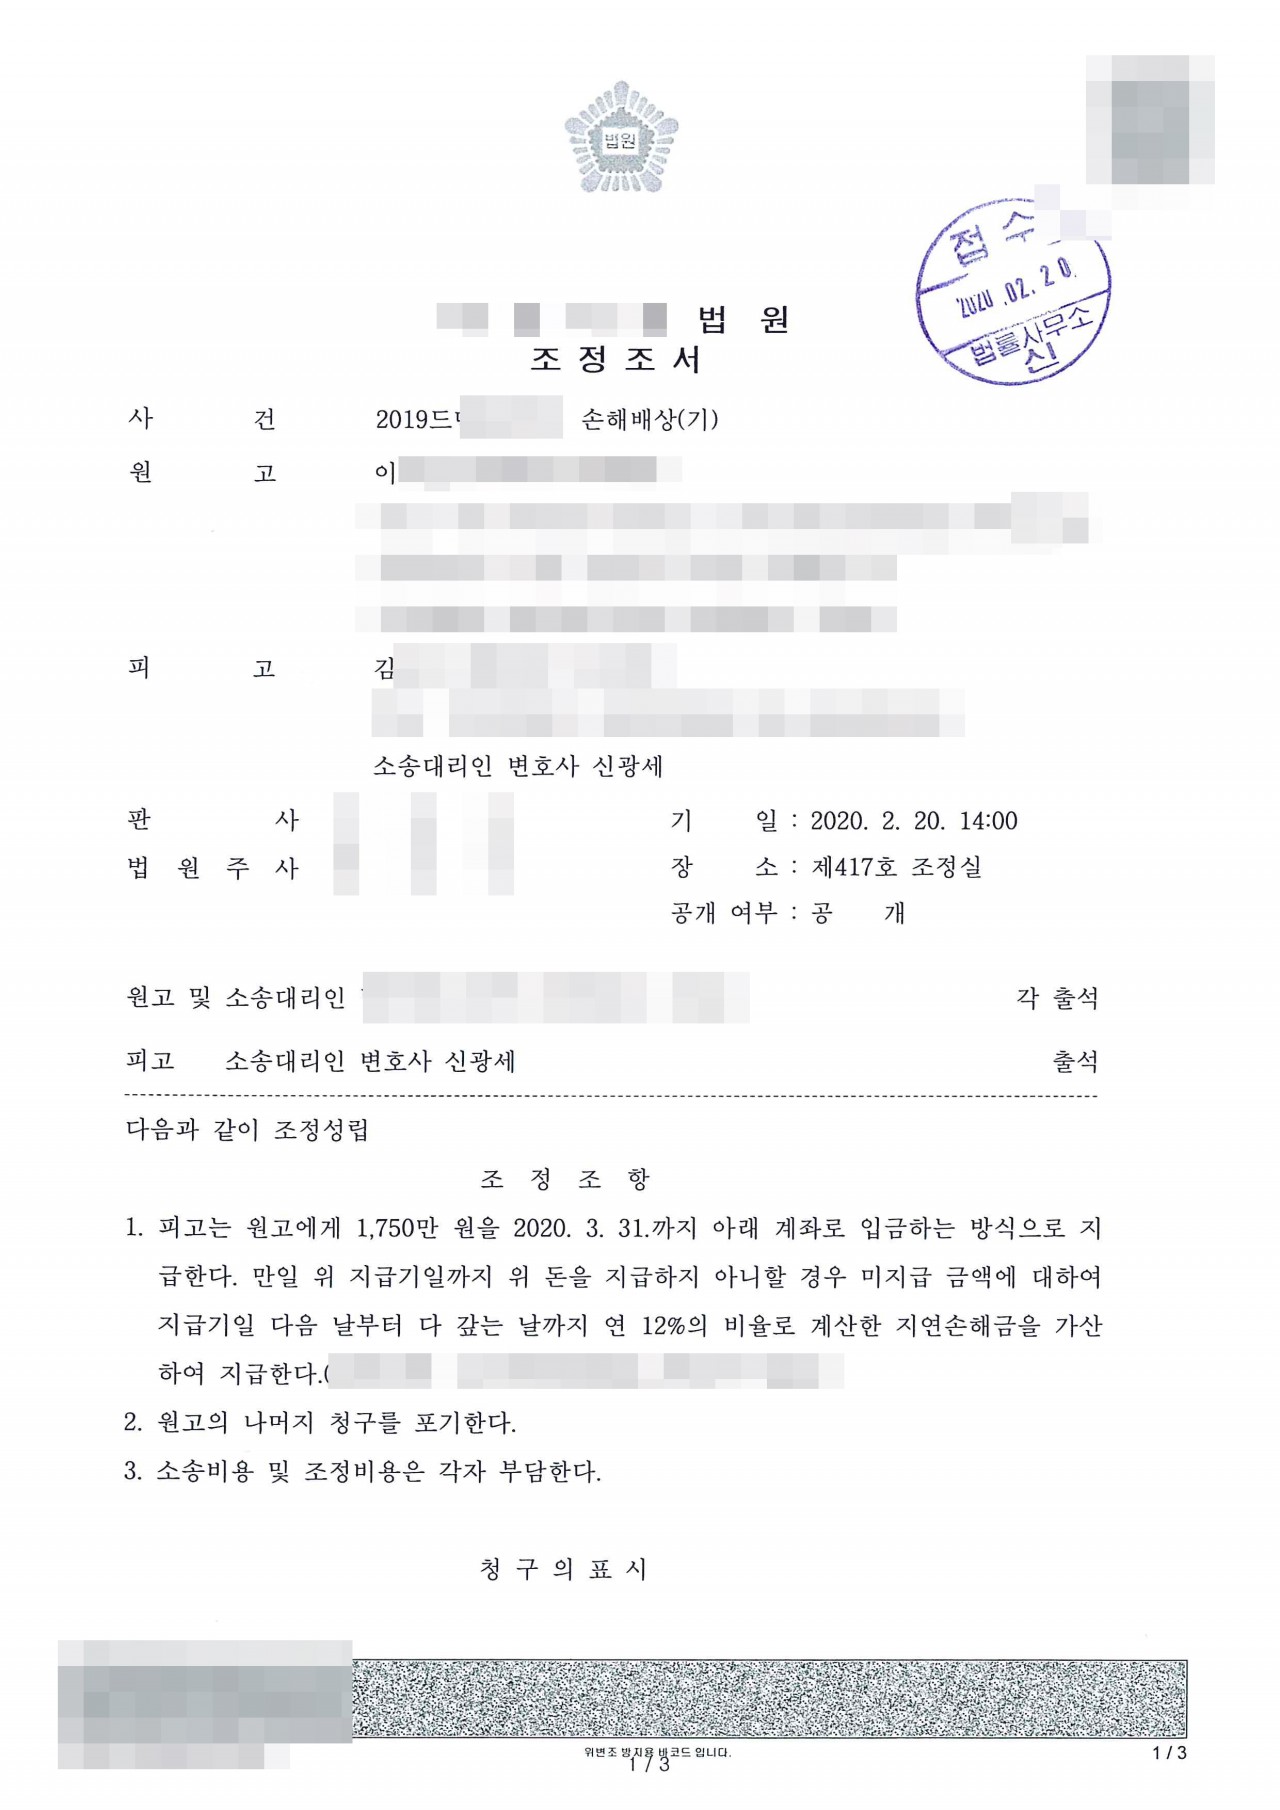 법원
접수
2020.02.20.
법률사무소
신
법 원
조 정 조 서
사 건 2019드 손해배상(기)
원 고 이
피 고 김
소송대리인 변호사 신광세
판 사 기 일 : 2020. 2. 20. 14:00
법 원 주 사 장 소 : 제417호 조정실
공개 여부 : 공 개
원고 및 소송대리인 각 출석
피고 소송대리인 변호사 신광세 출석
다음과 같이 조정성립
조 정 조 항
1. 피고는 원고에게 1,750만 원을 2020. 3. 31.까지 아래 계좌로 입금하는 방식으로 지
급한다. 만일 위 지급기일까지 위 돈을 지급하지 아니할 경우 미지급 금액에 대하여
지급기일 다음 날부터 다 갚는 날까지 연 12%의 비율로 계산한 지연손해금을 가산
하여 지급한다.(
2. 원고의 나머지 청구를 포기한다.
3. 소송비용 및 조정비용은 각자 부담한다.
청 구 의 표 시
위변조 방지용 바코드 입니다.
1 / 3
1 / 3